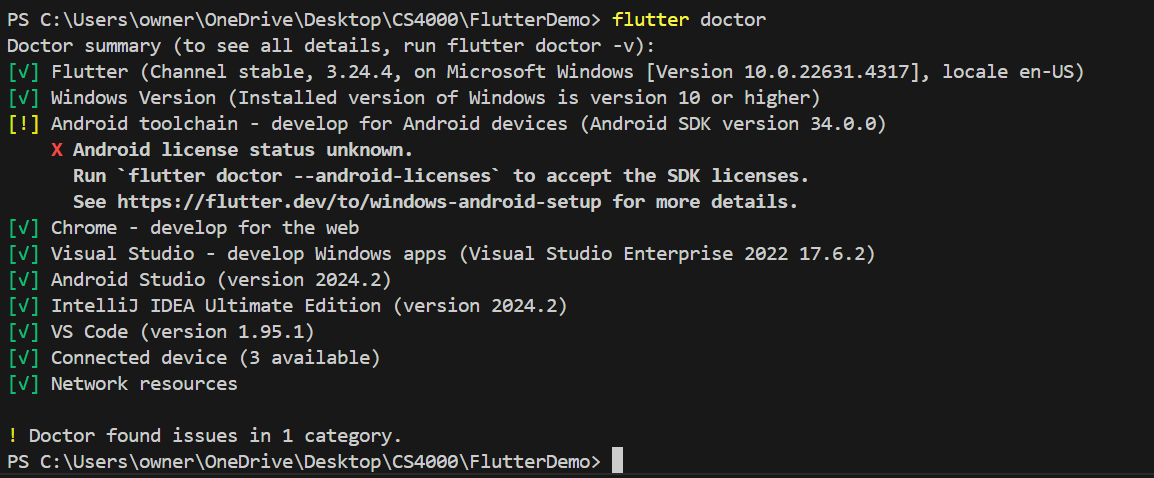 PS C:\Users\owner\OneDrive\Desktop\CS4000\FlutterDemo> flutter doctor
Doctor summary (to see all details, run flutter doctor -v):
[√] Flutter (Channel stable, 3.24.4, on Microsoft Windows [Version 10.0.22631.4317], locale en-US)
[√] Windows Version (Installed version of Windows is version 10 or higher)
[!] Android toolchain - develop for Android devices (Android SDK version 34.0.0)
    X Android license status unknown.
      Run `flutter doctor --android-licenses` to accept the SDK licenses.
      See https://flutter.dev/to/windows-android-setup for more details.
[√] Chrome - develop for the web
[√] Visual Studio - develop Windows apps (Visual Studio Enterprise 2022 17.6.2)
[√] Android Studio (version 2024.2)
[√] IntelliJ IDEA Ultimate Edition (version 2024.2)
[√] VS Code (version 1.95.1)
[√] Connected device (3 available)
[√] Network resources

! Doctor found issues in 1 category.
PS C:\Users\owner\OneDrive\Desktop\CS4000\FlutterDemo>